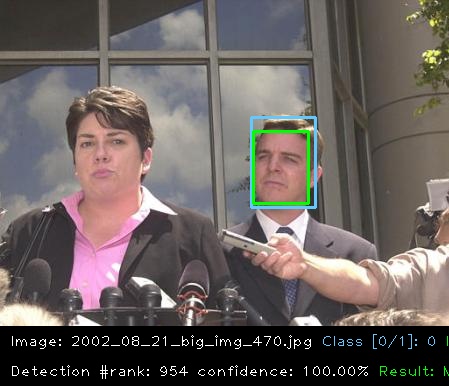 Image: 2002_08_21_big_img_470.jpg Class [0/1]: 0
Detection #rank: 954 confidence: 100.00% Result: